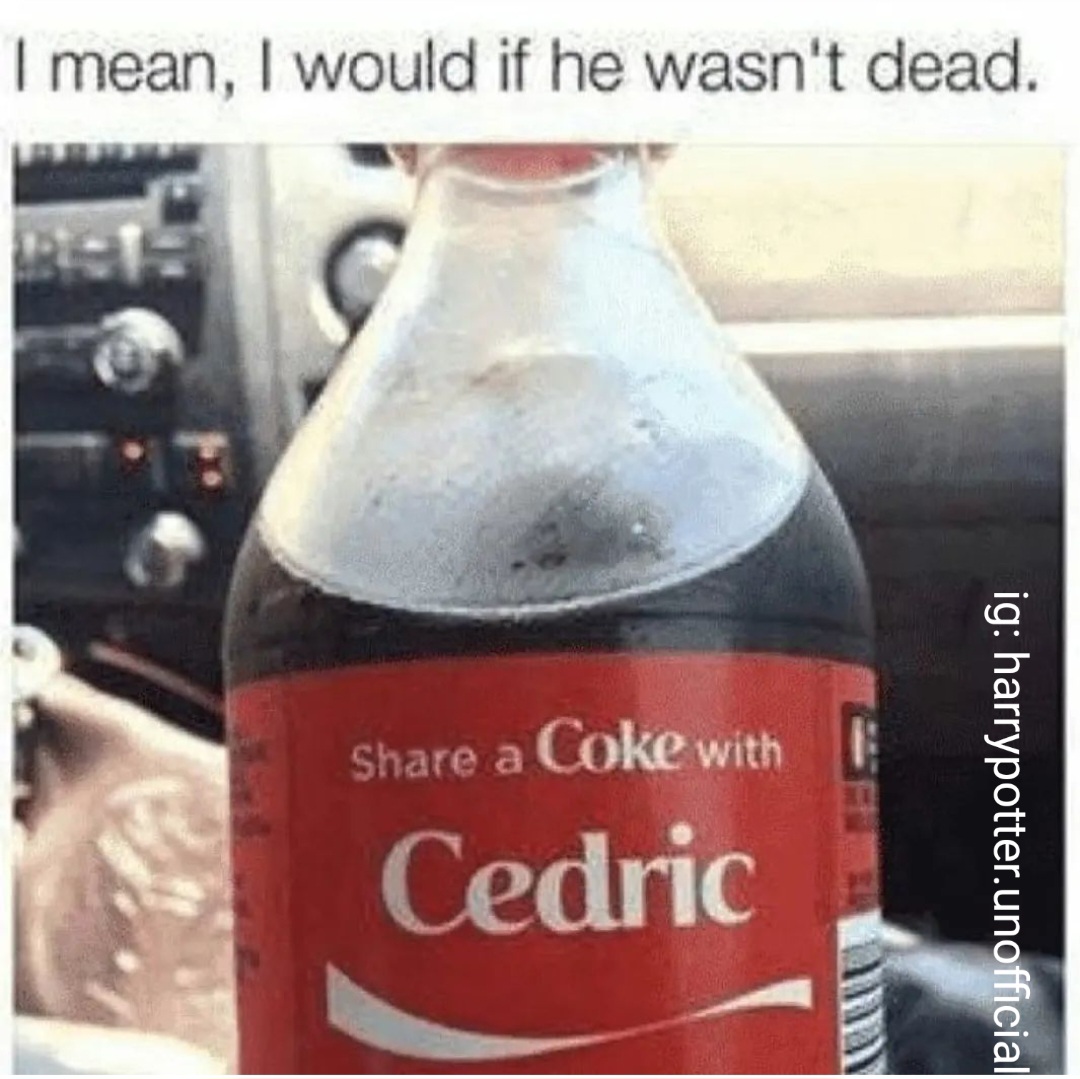 I mean, I would if he wasn't dead.
Share a Coke with
Cedric
ig: harrypotter.unofficial